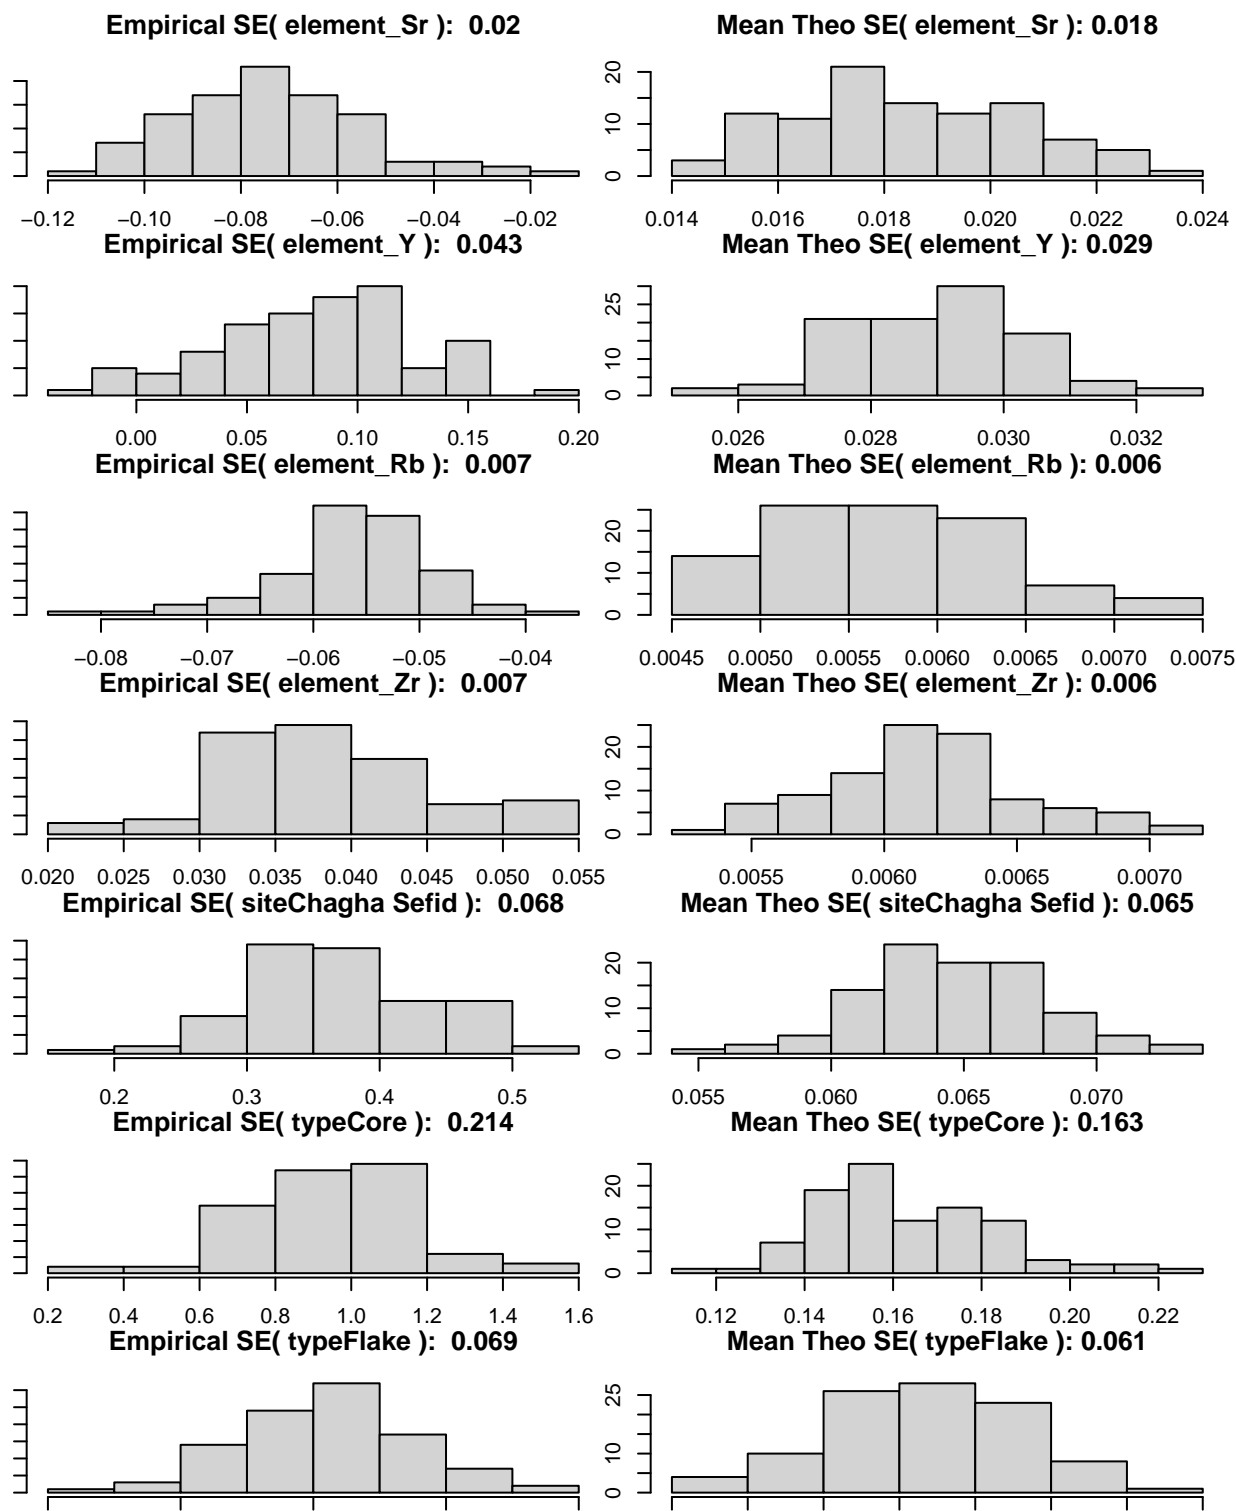 Empirical SE( element_Sr ):  0.02
Mean Theo SE( element_Sr ): 0.018
0 10 20
−0.12 −0.10 −0.08 −0.06 −0.04 −0.02
0.014 0.016 0.018 0.020 0.022 0.024
Empirical SE( element_Y ):  0.043
Mean Theo SE( element_Y ): 0.029
0 10 25
0.00 0.05 0.10 0.15 0.20
0.026 0.028 0.030 0.032
Empirical SE( element_Rb ):  0.007
Mean Theo SE( element_Rb ): 0.006
0 10 20
−0.08 −0.07 −0.06 −0.05 −0.04
0.0045 0.0050 0.0055 0.0060 0.0065 0.0070 0.0075
Empirical SE( element_Zr ):  0.007
Mean Theo SE( element_Zr ): 0.006
0 10 20
0.020 0.025 0.030 0.035 0.040 0.045 0.050 0.055
0.0055 0.0060 0.0065 0.0070
Empirical SE( siteChagha Sefid ):  0.068
Mean Theo SE( siteChagha Sefid ): 0.065
0 10 20
0.2 0.3 0.4 0.5
0.055 0.060 0.065 0.070
Empirical SE( typeCore ):  0.214
Mean Theo SE( typeCore ): 0.163
0 10 20
0.2 0.4 0.6 0.8 1.0 1.2 1.4 1.6
0.12 0.14 0.16 0.18 0.20 0.22
Empirical SE( typeFlake ):  0.069
Mean Theo SE( typeFlake ): 0.061
0 10 25